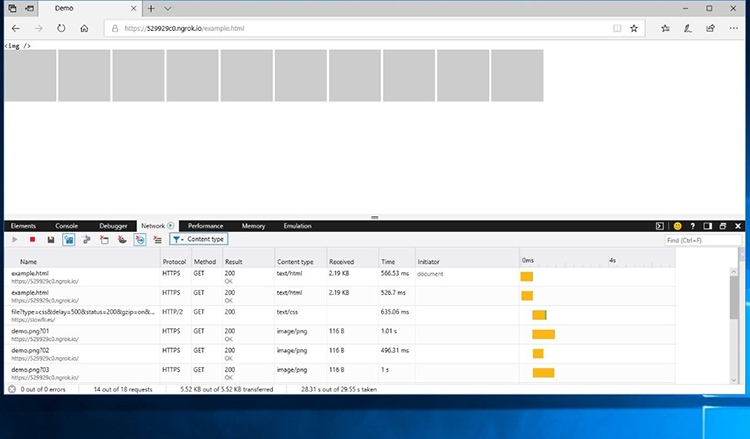 Demo
https://529929c0.ngrok.io/example.html
<img />
Elements Console Debugger Network Performance Memory Emulation
Content type Find (Ctrl+F)
Name Protocol Method Result Content type Received Time Initiator 0ms 4s
example.html HTTPS GET 200 text/html 2.19 KB 566.53 ms document
https://529929c0.ngrok.io/ OK
example.html HTTPS GET 200 text/html 2.19 KB 526.7 ms
https://529929c0.ngrok.io/ OK
file?type=css&delay=500&status=200&gzip=on&... HTTP/2 GET 200 text/css 635.06 ms
https://slowfil.es/ OK
demo.png?01 HTTPS GET 200 image/png 116 B 1.01 s
https://529929c0.ngrok.io/ OK
demo.png?02 HTTPS GET 200 image/png 116 B 496.31 ms
https://529929c0.ngrok.io/ OK
demo.png?03 HTTPS GET 200 image/png 116 B 1 s
https://529929c0.ngrok.io/ OK
0 out of 0 errors 14 out of 18 requests 5.52 KB out of 5.52 KB transferred 28.31 s out of 29.55 s taken